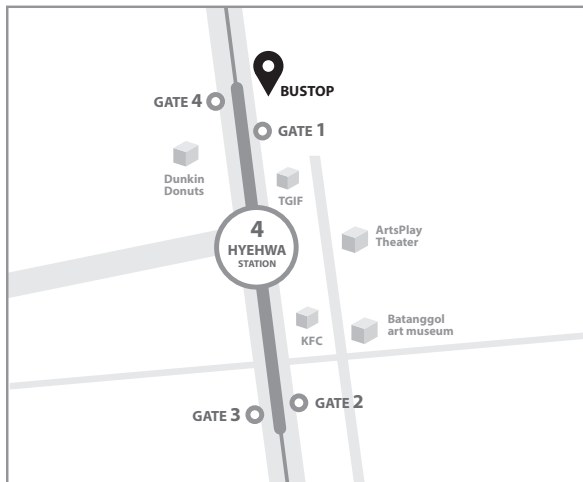 BUSTOP
GATE 4
GATE 1
Dunkin
Donuts
TGIF
4
HYEHWA
STATION
ArtsPlay
Theater
KFC
Batanggol
art museum
GATE 2
GATE 3